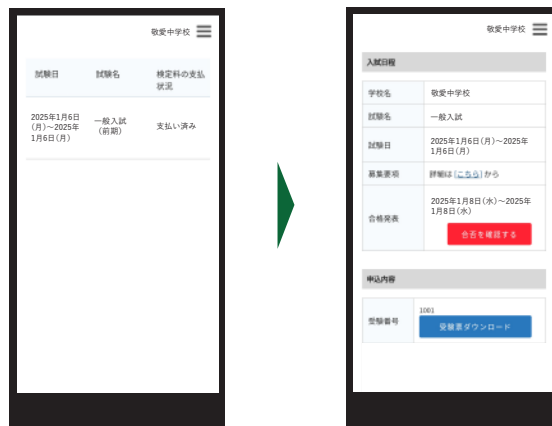 敬愛中学校
試験日 試験名 検定料の支払
状況
2025年1月6日
(月)～2025年
1月6日(月)
一般入試
(前期)
支払い済み
敬愛中学校
入試日程
学校名 敬愛中学校
試験名 一般入試
試験日 2025年1月6日(月)～2025年
1月6日(月)
募集要項 詳細は [こちら] から
合格発表 2025年1月8日(水)～2025年
1月8日(水)
合否を確認する
申込内容
受験番号 1001
受験票ダウンロード